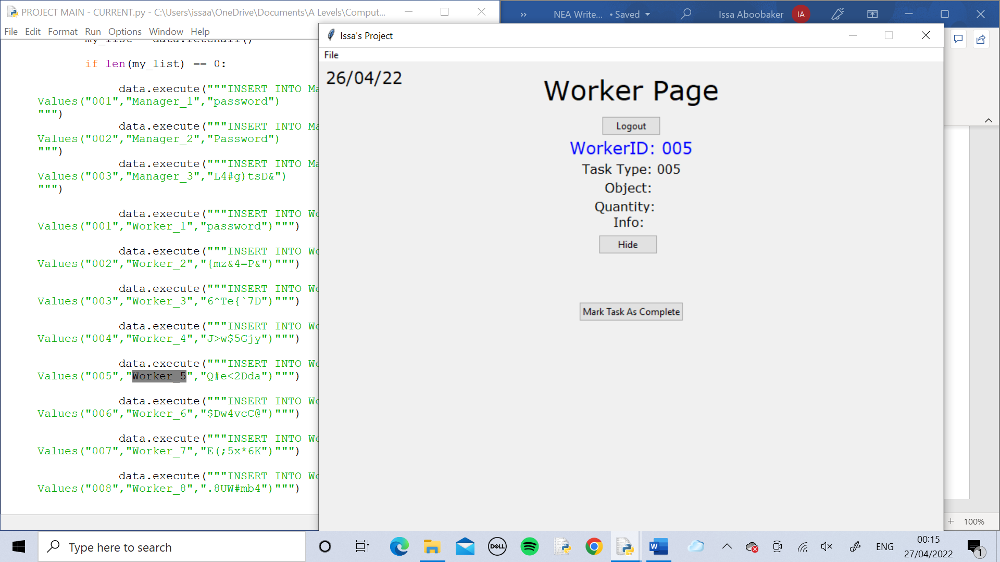 PROJECT MAIN - CURRENT.py - C:\Users\issaa\OneDrive\Documents\A Levels\Comput...
File Edit Format Run Options Window Help
my_list = data.fetchall()
if len(my_list) == 0:
data.execute("""INSERT INTO Ma
Values("001","Manager_1","password")
""")
data.execute("""INSERT INTO Ma
Values("002","Manager_2","Password")
""")
data.execute("""INSERT INTO Ma
Values("003","Manager_3","L4#g)tsD&")
""")
data.execute("""INSERT INTO Wo
Values("001","Worker_1","password")""")
data.execute("""INSERT INTO Wo
Values("002","Worker_2","{mz&4=P&")""")
data.execute("""INSERT INTO Wo
Values("003","Worker_3","6^Te{`7D")""")
data.execute("""INSERT INTO Wo
Values("004","Worker_4","J>w$5Gjy")""")
data.execute("""INSERT INTO Wo
Values("005","Worker_5","Q#e<2Dda")""")
data.execute("""INSERT INTO Wo
Values("006","Worker_6","$Dw4vcC@")""")
data.execute("""INSERT INTO Wo
Values("007","Worker_7","E(;5x*6K")""")
data.execute("""INSERT INTO Wo
Values("008","Worker_8",".8UW#mb4")""")
NEA Write... • Saved
Issa Aboobaker
IA
Issa's Project
File
26/04/22
Worker Page
Logout
WorkerID: 005
Task Type: 005
Object:
Quantity:
Info:
Hide
Mark Task As Complete
+ 100%
Type here to search
DELL
W
ENG
00:15
27/04/2022
1